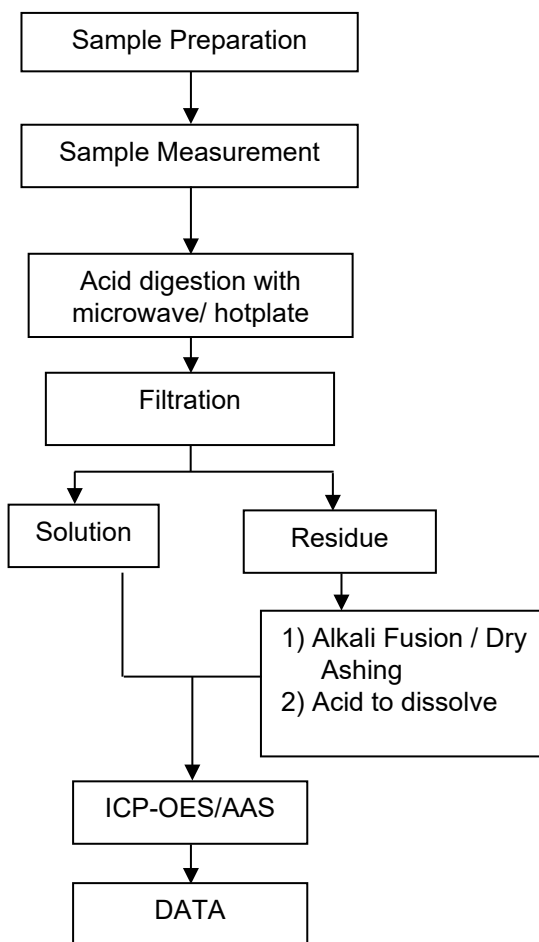 Sample Preparation
Sample Measurement
Acid digestion with
microwave/ hotplate
Filtration
Solution
Residue
1) Alkali Fusion / Dry
Ashing
2) Acid to dissolve
ICP-OES/AAS
DATA